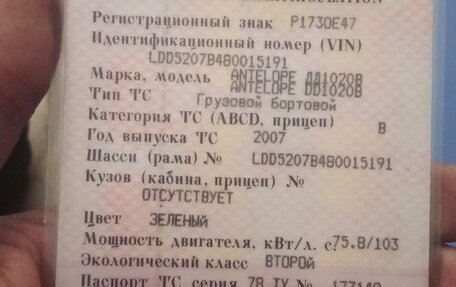 Регистрационный знак Р173ОЕ47
Идентификационный номер (VIN)
LDD5207B480015191
Марка, модель ANTELOPE ДД1020В
Тип ТС ANTELOPE DD1020B
Грузовой бортовой
Категория ТС (ABCD, прицеп) В
Год выпуска ТС 2007
Шасси (рама) № LDD5207B480015191
Кузов (кабина, прицеп) №
ОТСУТСТВУЕТ
Цвет ЗЕЛЕНЫЙ
Мощность двигателя, кВт/л. с 75.8/103
Экологический класс ВТОРОЙ
Паспорт ТС серия 78 ТУ №